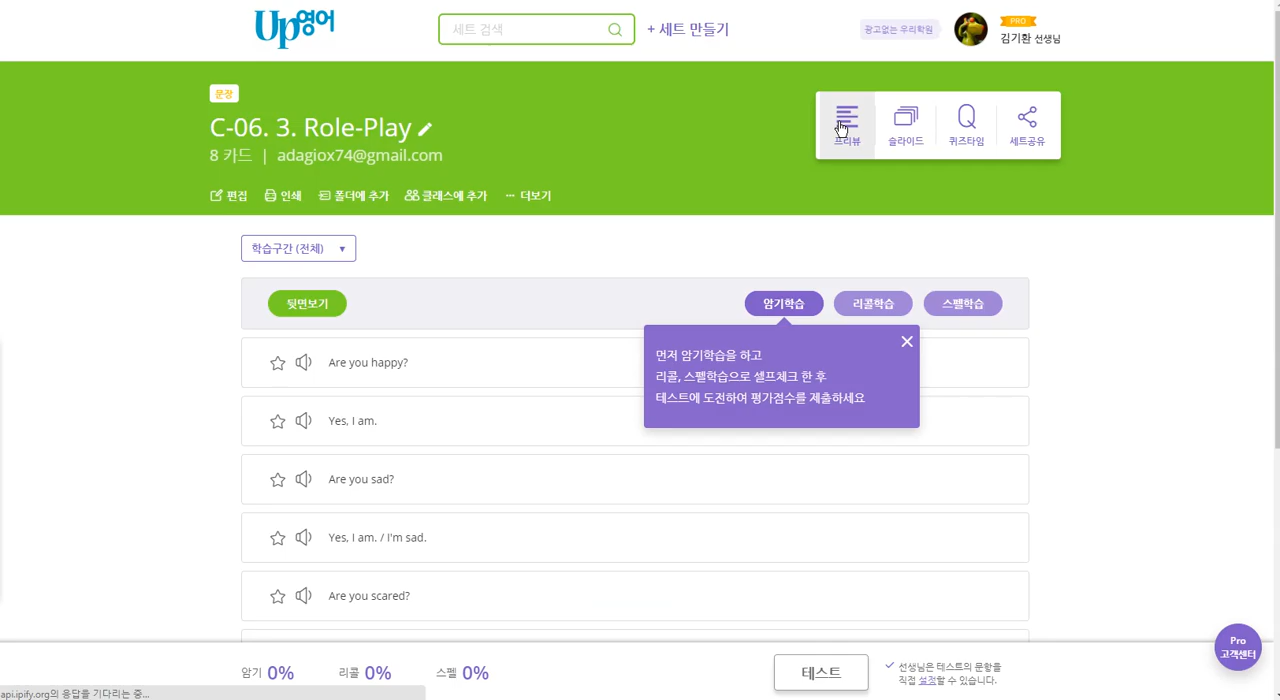 Up영어
세트 검색
+ 세트 만들기
광고없는 우리학원
PRO
김기환 선생님
문장
C-06. 3. Role-Play
8 카드 | adagiox74@gmail.com
편집
인쇄
폴더에 추가
클래스에 추가
··· 더보기
프리뷰
슬라이드
퀴즈타임
세트공유
학습구간 (전체) ▼
뒷면보기
암기학습
리콜학습
스펠학습
먼저 암기학습을 하고
리콜, 스펠학습으로 셀프체크 한 후
테스트에 도전하여 평가점수를 제출하세요
Are you happy?
Yes, I am.
Are you sad?
Yes, I am. / I'm sad.
Are you scared?
암기 0%
리콜 0%
스펠 0%
테스트
선생님은 테스트의 문항을
직접 설정할 수 있습니다.
Pro
고객센터
api.ipify.org의 응답을 기다리는 중...